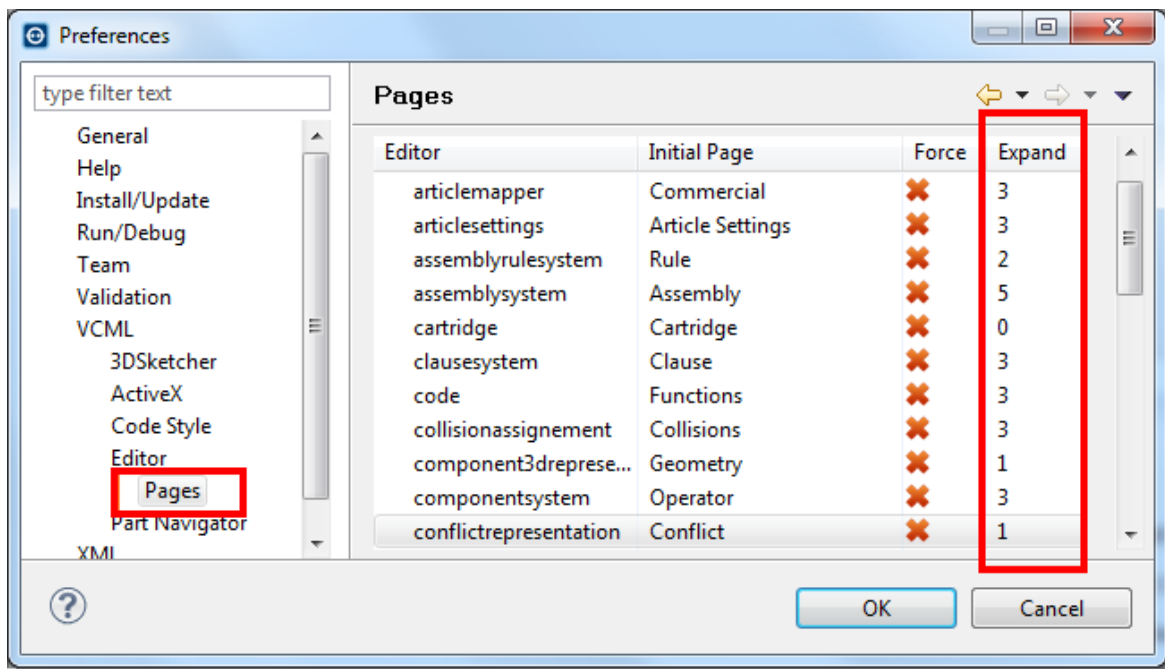 Preferences
type filter text
General
Help
Install/Update
Run/Debug
Team
Validation
VCML
3DSketcher
ActiveX
Code Style
Editor
Pages
Part Navigator
XML
Pages
Editor Initial Page Force Expand
articlemapper Commercial 3
articlesettings Article Settings 3
assemblyrulesystem Rule 2
assemblysystem Assembly 5
cartridge Cartridge 0
clausesystem Clause 3
code Functions 3
collisionassignement Collisions 3
component3dreprese... Geometry 1
componentsystem Operator 3
conflictrepresentation Conflict 1
?
OK Cancel